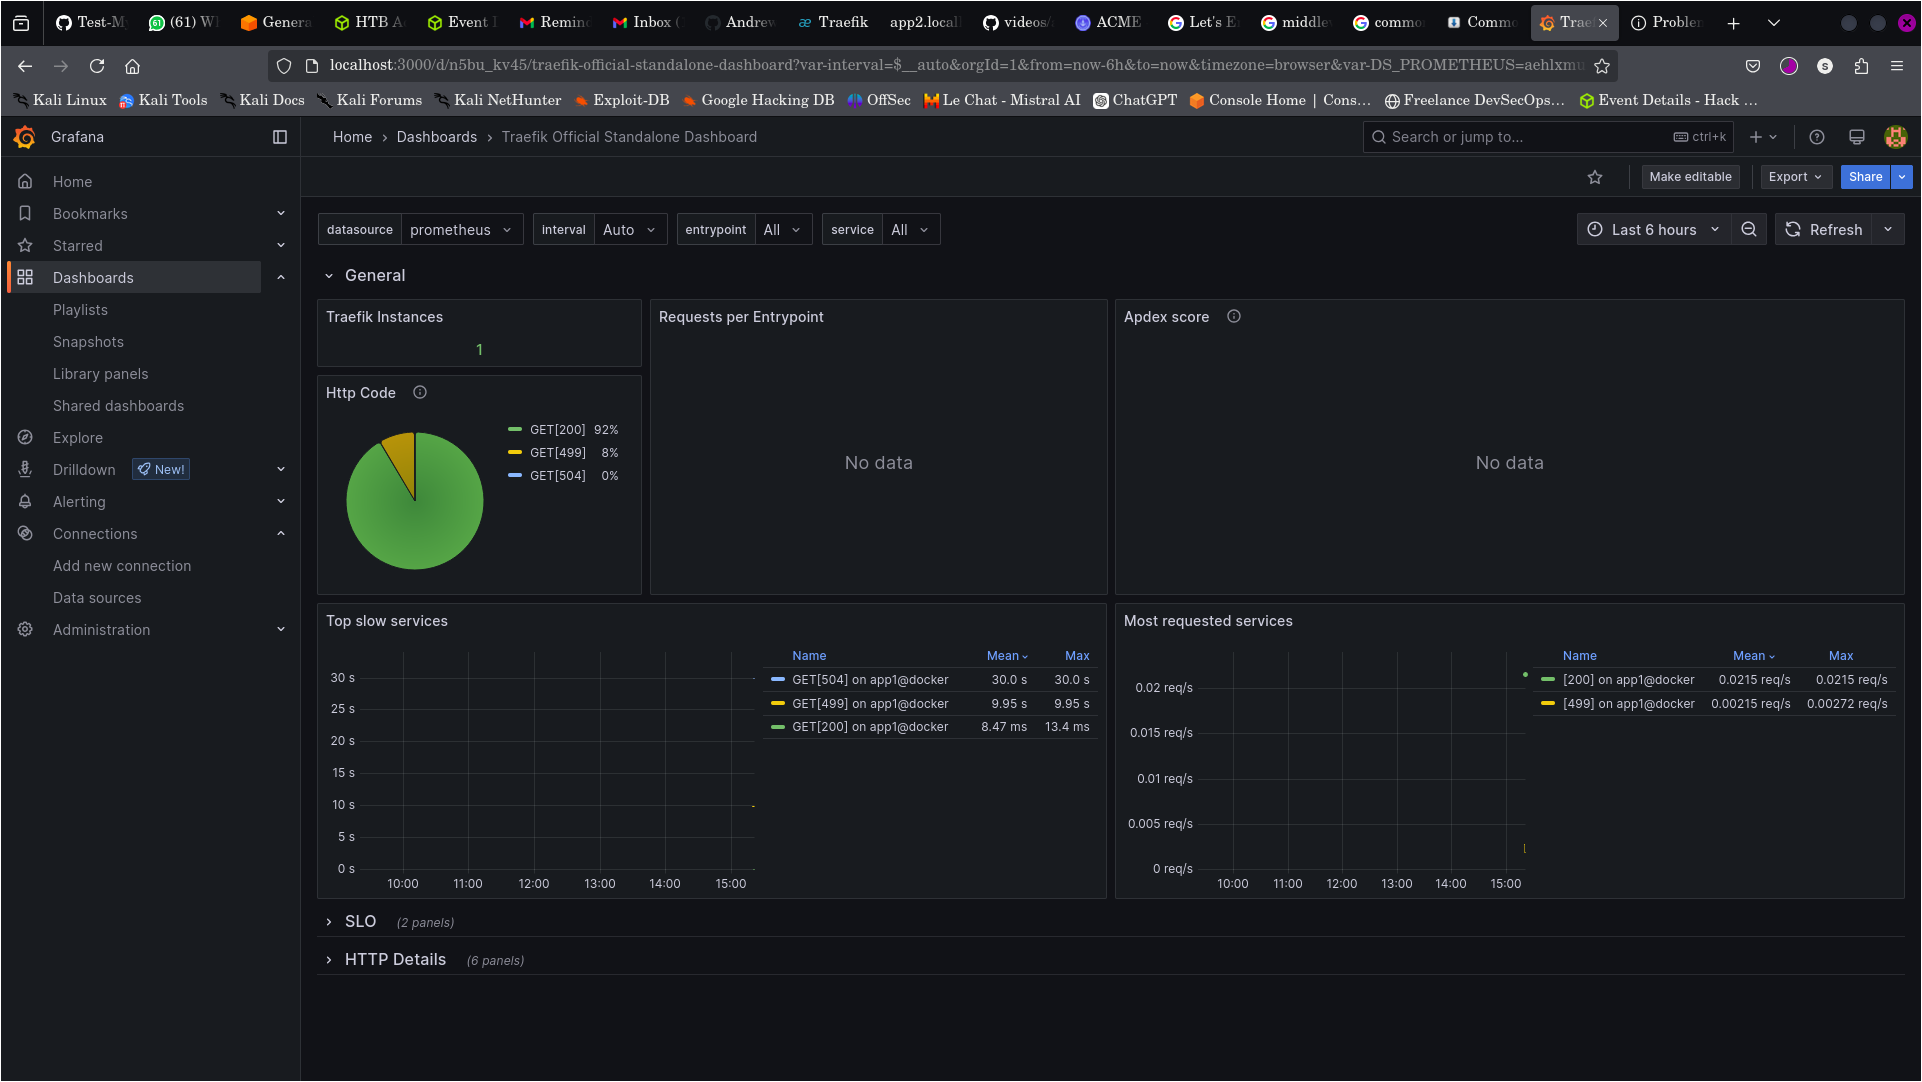 Test-My
(61) W
Genera
HTB A
Event I
Remin
Inbox (
Andrew
Traefik
app2.local
videos/
ACME
Let's E
middlew
common
Commo
Traef
Problem
localhost:3000/d/n5bu_kv45/traefik-official-standalone-dashboard?var-interval=$__auto&orgId=1&from=now-6h&to=now&timezone=browser&var-DS_PROMETHEUS=aehlxmu
S
Kali Linux
Kali Tools
Kali Docs
Kali Forums
Kali NetHunter
Exploit-DB
Google Hacking DB
OffSec
Le Chat - Mistral AI
ChatGPT
Console Home | Cons…
Freelance DevSecOps…
Event Details - Hack …
Grafana
Home › Dashboards › Traefik Official Standalone Dashboard
Search or jump to...
ctrl+k
Make editable
Export
Share
Home
Bookmarks
Starred
Dashboards
Playlists
Snapshots
Library panels
Shared dashboards
Explore
Drilldown
New!
Alerting
Connections
Add new connection
Data sources
Administration
datasource prometheus
interval Auto
entrypoint All
service All
Last 6 hours
Refresh
General
Traefik Instances
1
Http Code
GET[200] 92%
GET[499] 8%
GET[504] 0%
Requests per Entrypoint
No data
Apdex score
No data
Top slow services
30 s
25 s
20 s
15 s
10 s
5 s
0 s
10:00 11:00 12:00 13:00 14:00 15:00
Name Mean Max
GET[504] on app1@docker 30.0 s 30.0 s
GET[499] on app1@docker 9.95 s 9.95 s
GET[200] on app1@docker 8.47 ms 13.4 ms
Most requested services
0.02 req/s
0.015 req/s
0.01 req/s
0.005 req/s
0 req/s
10:00 11:00 12:00 13:00 14:00 15:00
Name Mean Max
[200] on app1@docker 0.0215 req/s 0.0215 req/s
[499] on app1@docker 0.00215 req/s 0.00272 req/s
SLO (2 panels)
HTTP Details (6 panels)